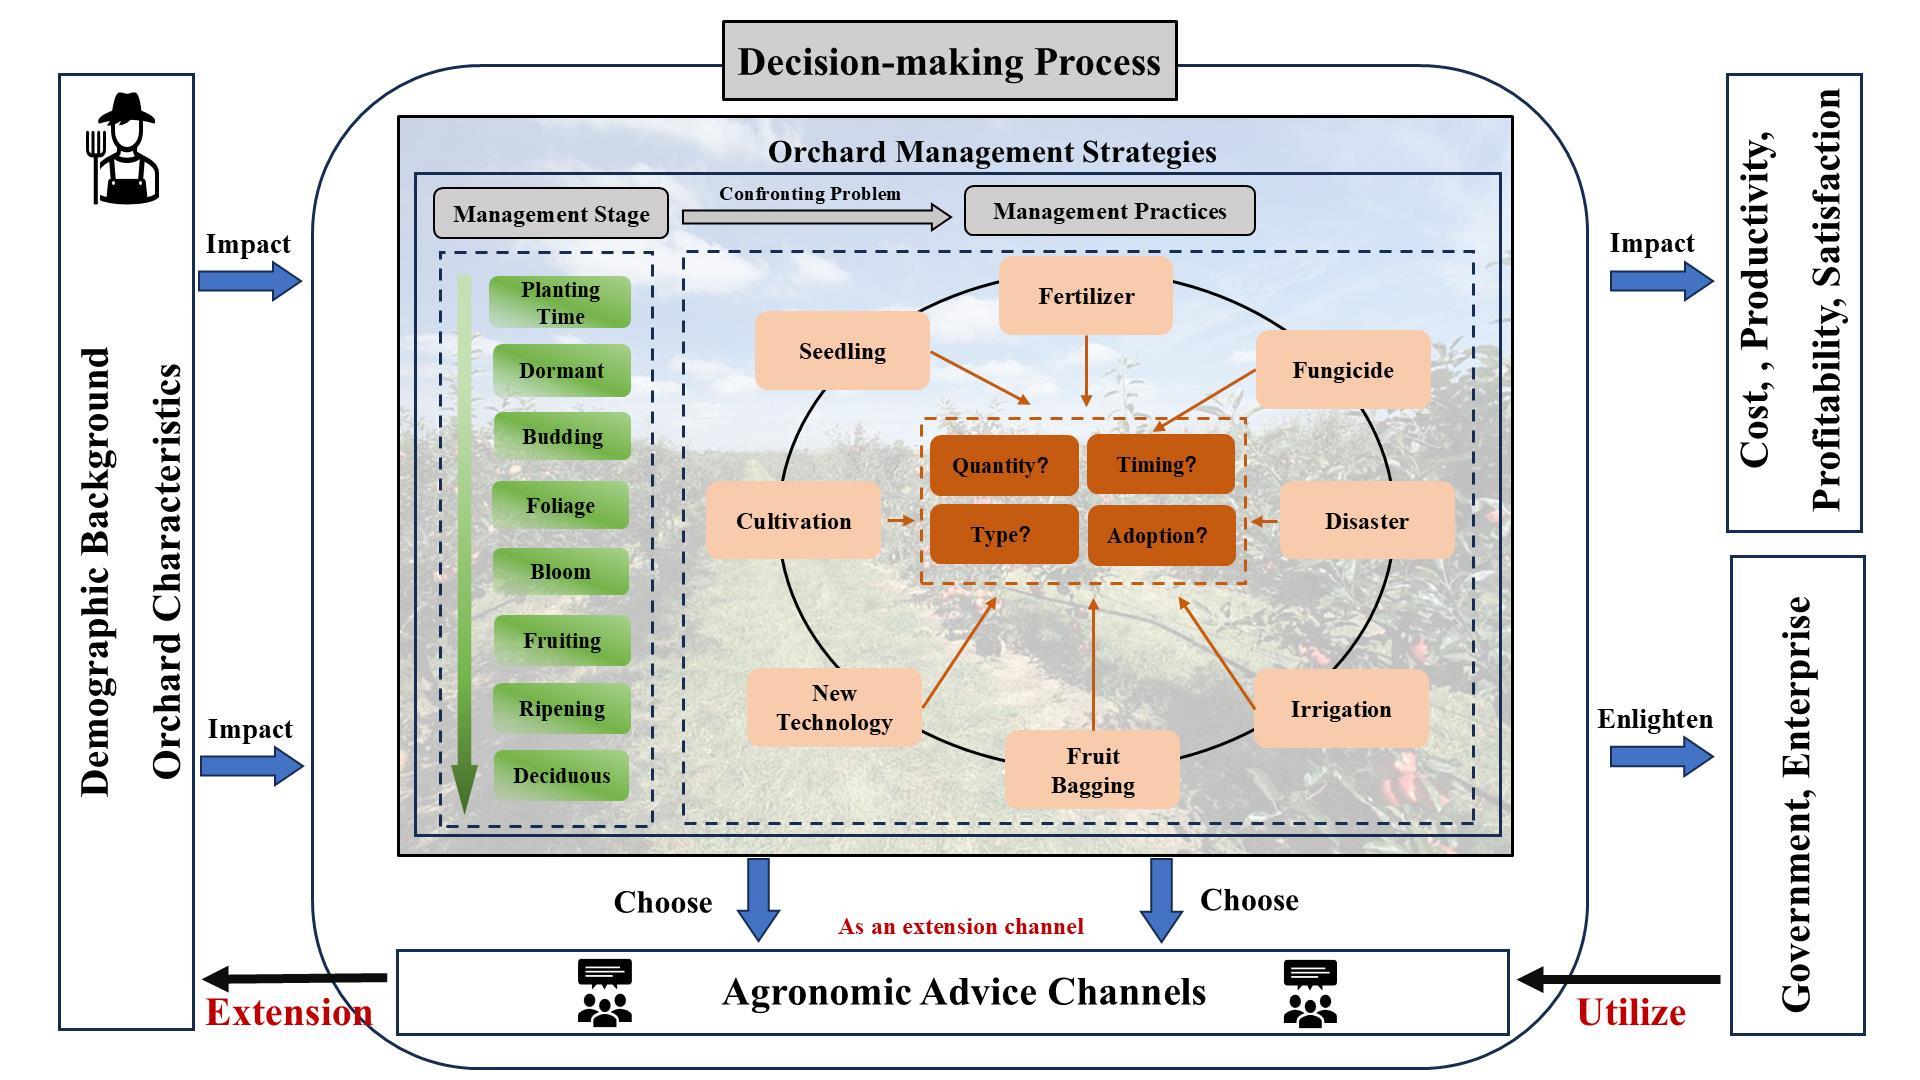 Decision-making Process
Demographic Background
Orchard Characteristics
Impact
Impact
Orchard Management Strategies
Management Stage
Confronting Problem
Management Practices
Planting
Time
Dormant
Budding
Foliage
Bloom
Fruiting
Ripening
Deciduous
Fertilizer
Seedling
Fungicide
Quantity?
Timing?
Cultivation
Disaster
Type?
Adoption?
New
Technology
Irrigation
Fruit
Bagging
Choose
Choose
As an extension channel
Agronomic Advice Channels
Extension
Utilize
Impact
Cost, , Productivity,
Profitability, Satisfaction
Enlighten
Government, Enterprise